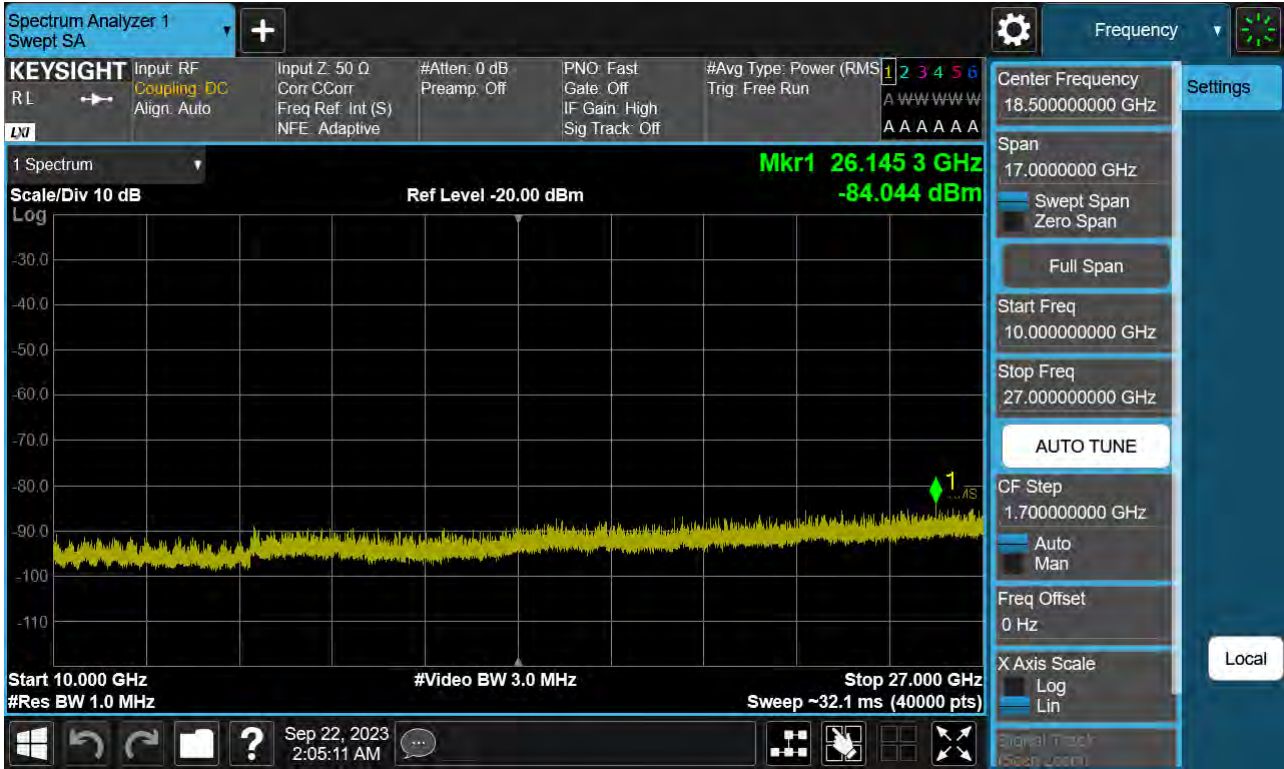 Spectrum Analyzer 1
Swept SA
+
Frequency
KEYSIGHT
R L
LXI
Input: RF
Coupling: DC
Align: Auto
Input Z: 50 Ω
Corr CCorr
Freq Ref: Int (S)
NFE: Adaptive
#Atten: 0 dB
Preamp: Off
PNO: Fast
Gate: Off
IF Gain: High
Sig Track: Off
#Avg Type: Power (RMS
Trig: Free Run
1 2 3 4 5 6
A W W W W W
A A A A A A
1 Spectrum
Scale/Div 10 dB
Log
Ref Level -20.00 dBm
Mkr1 26.145 3 GHz
-84.044 dBm
-30.0
-40.0
-50.0
-60.0
-70.0
-80.0
-90.0
-100
-110
1
Start 10.000 GHz
#Res BW 1.0 MHz
#Video BW 3.0 MHz
Stop 27.000 GHz
Sweep ~32.1 ms (40000 pts)
Center Frequency
18.500000000 GHz
Span
17.0000000 GHz
Swept Span
Zero Span
Full Span
Start Freq
10.000000000 GHz
Stop Freq
27.000000000 GHz
AUTO TUNE
CF Step
1.700000000 GHz
Auto
Man
Freq Offset
0 Hz
X Axis Scale
Log
Lin
Signal Track
(Span Zoom)
Settings
Local
?
Sep 22, 2023
2:05:11 AM